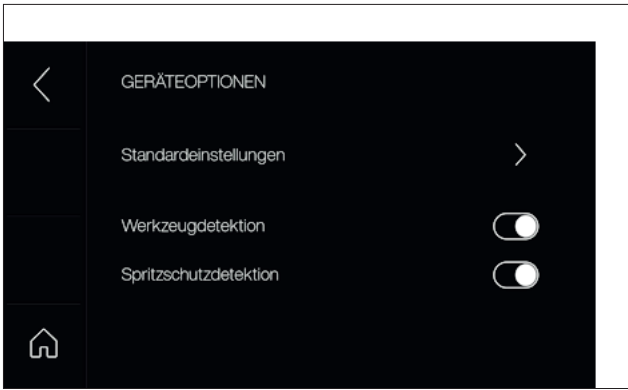 GERÄTEOPTIONEN
Standardeinstellungen
Werkzeugdetektion
Spritzschutzdetektion